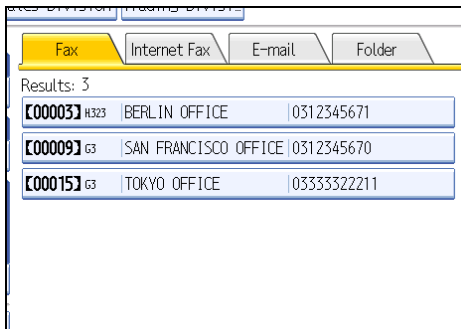 Fax Internet Fax E-mail Folder
Results: 3
【00003】 H323 BERLIN OFFICE 0312345671
【00009】 G3 SAN FRANCISCO OFFICE 0312345670
【00015】 G3 TOKYO OFFICE 03333322211